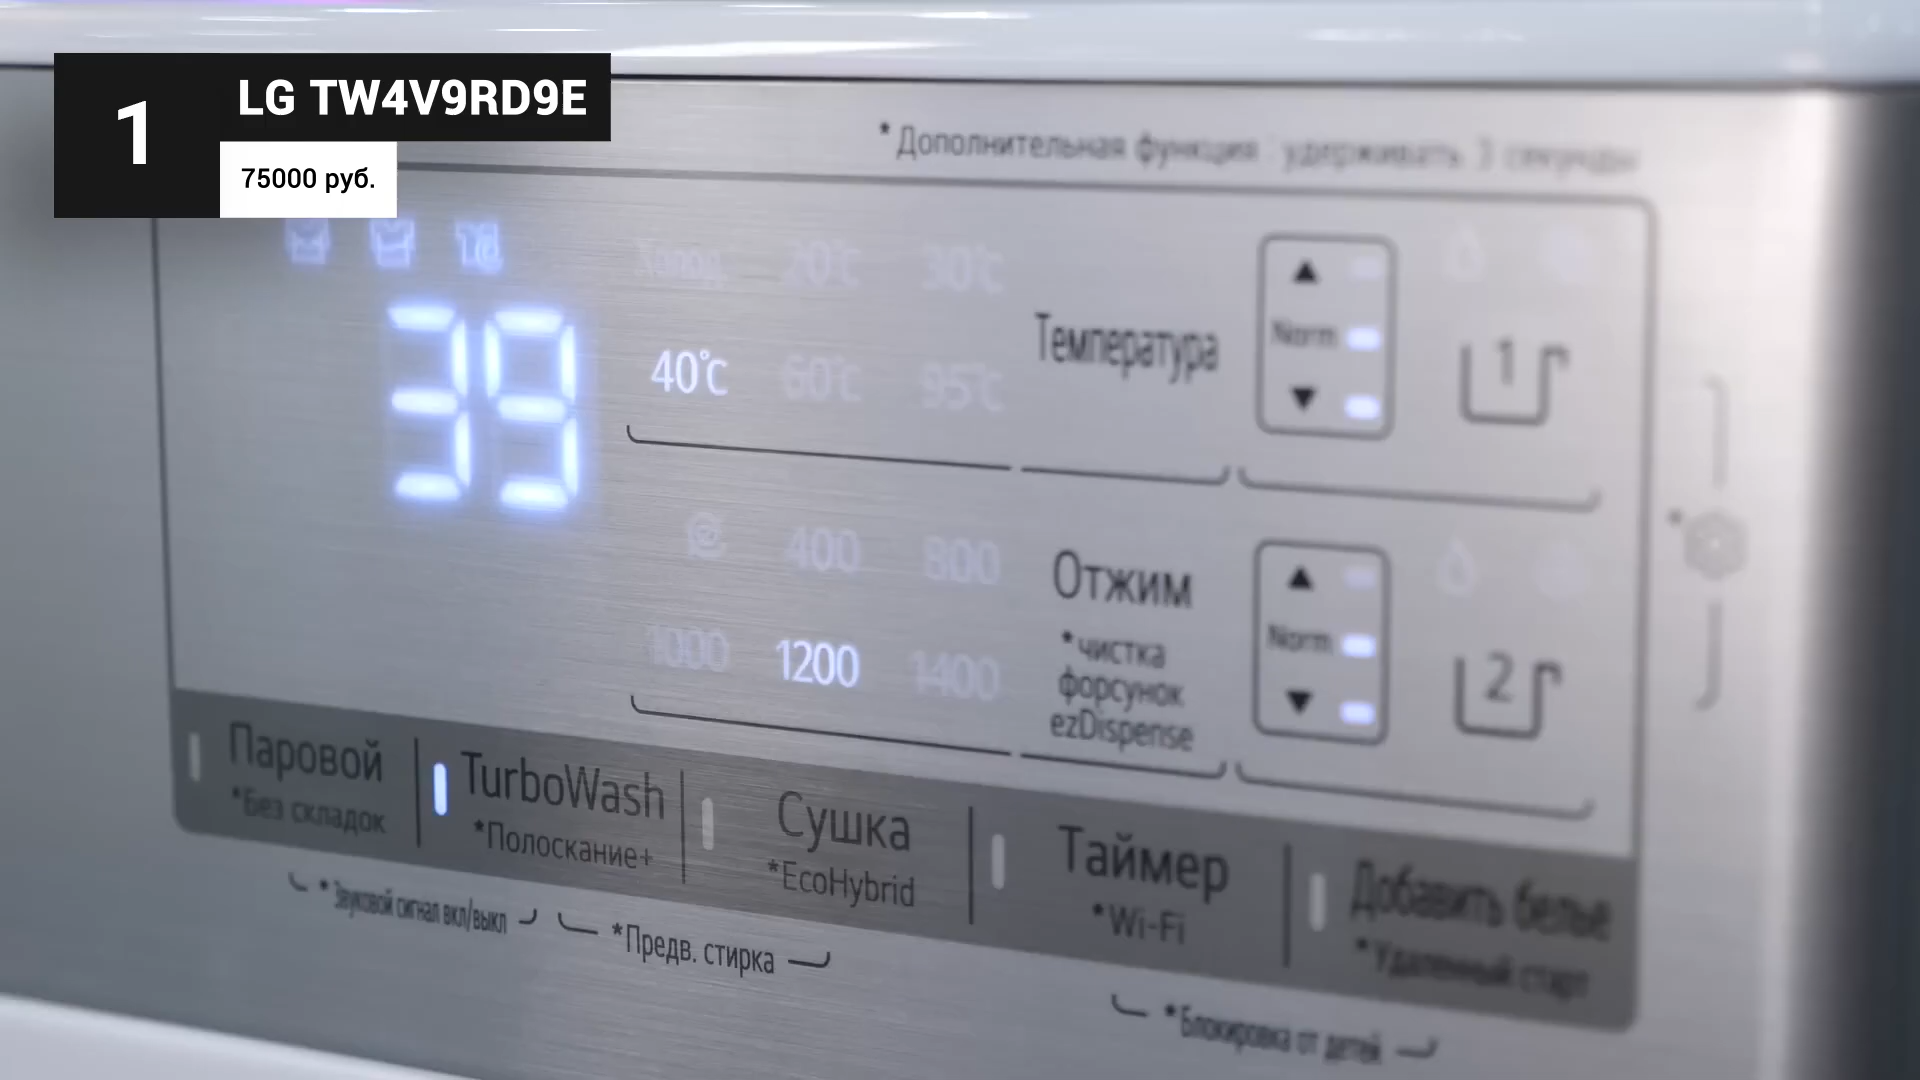 1
LG TW4V9RD9E
75000 руб.
* Дополнительная функция удерживать 3 секунды
Холод 20°C 30°C
40°C 60°C 95°C
Температура
Norm
1
39
400 800
1000 1200 1400
Отжим
*чистка
форсунок
ezDispense
Norm
2
Паровой
*Без складок
TurboWash
*Полоскание+
Сушка
*EcoHybrid
Таймер
*Wi-Fi
Добавить белье
*Удаленный старт
*Звуковой сигнал вкл/выкл
*Предв. стирка
*Блокировка от детей